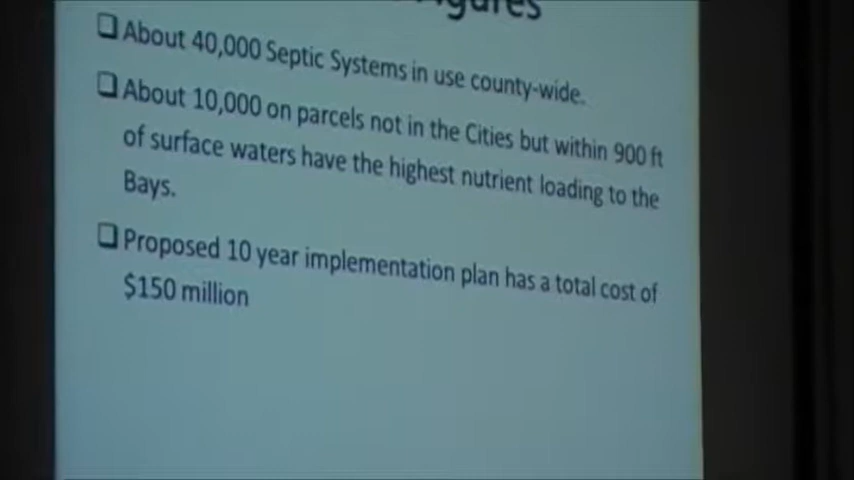 About 40,000 Septic Systems in use county-wide.
About 10,000 on parcels not in the Cities but within 900 ft
of surface waters have the highest nutrient loading to the
Bays.
Proposed 10 year implementation plan has a total cost of
$150 million